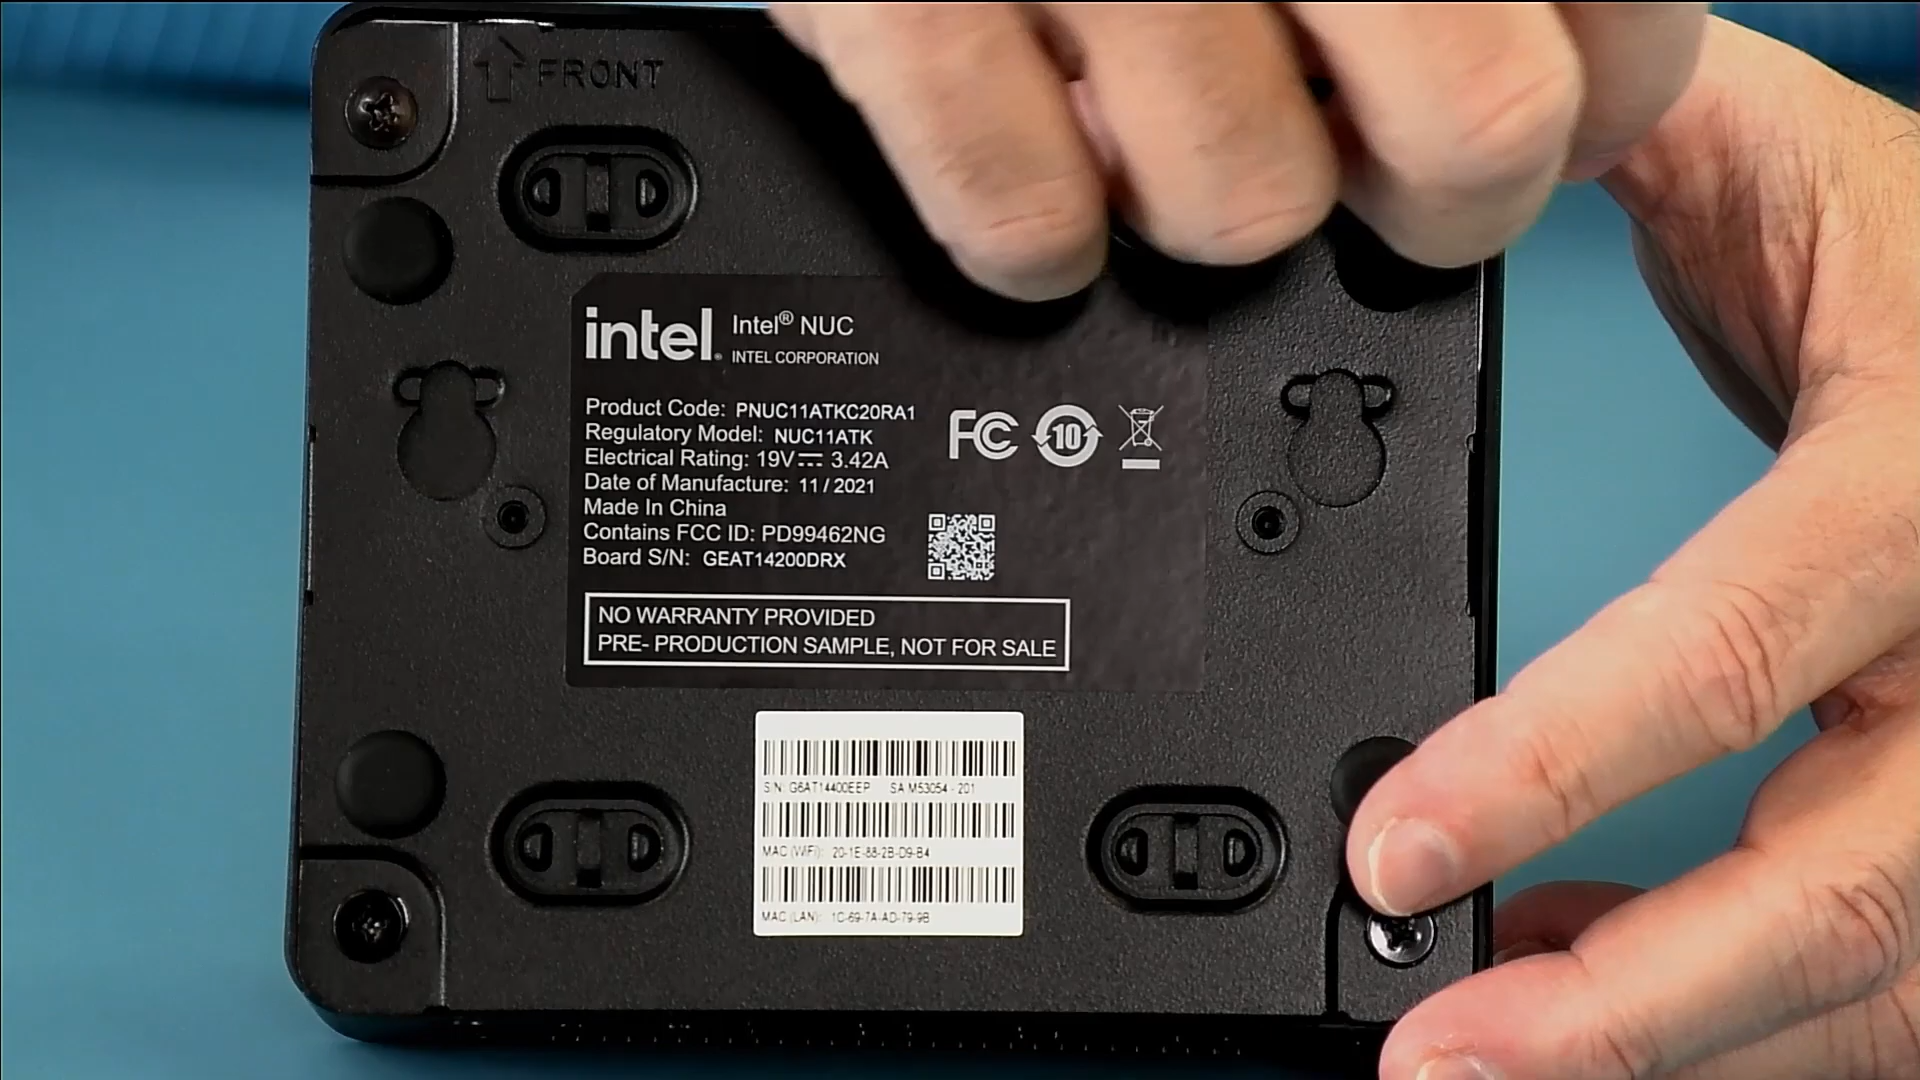 FRONT
intel® Intel® NUC
INTEL CORPORATION
Product Code: PNUC11ATKC20RA1
Regulatory Model: NUC11ATK
Electrical Rating: 19V 3.42A
Date of Manufacture: 11/2021
Made In China
Contains FCC ID: PD99462NG
Board S/N: GEAT14200DRX
FC
10
NO WARRANTY PROVIDED
PRE- PRODUCTION SAMPLE, NOT FOR SALE
S/N: G6AT14400EEP SA M53054 - 201
MAC (WiFi): 20-1E-88-2B-D9-B4
MAC (LAN): 1C-69-7A-AD-79-9B